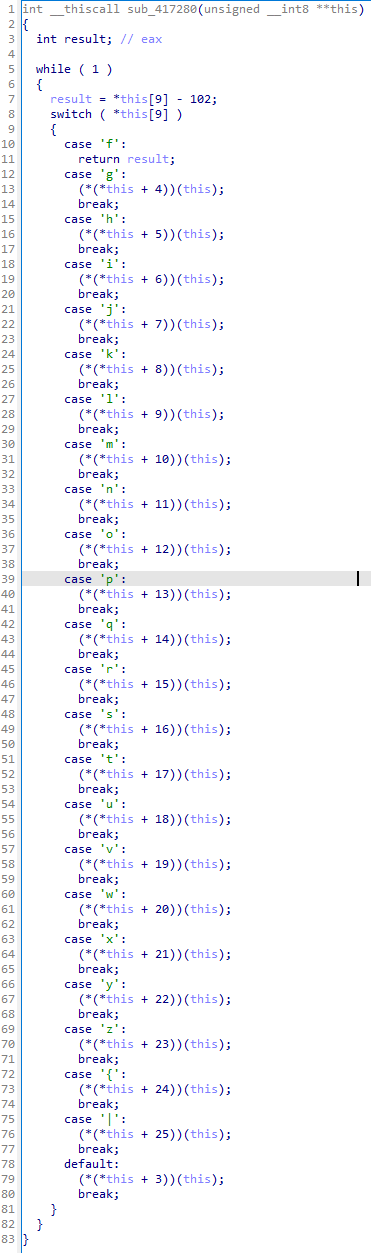 1 int __thiscall sub_417280(unsigned __int8 **this)
2 {
3   int result; // eax
4
5   while ( 1 )
6   {
7     result = *this[9] - 102;
8     switch ( *this[9] )
9     {
10       case 'f':
11         return result;
12       case 'g':
13         (*(*this + 4))(this);
14         break;
15       case 'h':
16         (*(*this + 5))(this);
17         break;
18       case 'i':
19         (*(*this + 6))(this);
20         break;
21       case 'j':
22         (*(*this + 7))(this);
23         break;
24       case 'k':
25         (*(*this + 8))(this);
26         break;
27       case 'l':
28         (*(*this + 9))(this);
29         break;
30       case 'm':
31         (*(*this + 10))(this);
32         break;
33       case 'n':
34         (*(*this + 11))(this);
35         break;
36       case 'o':
37         (*(*this + 12))(this);
38         break;
39       case 'p':
40         (*(*this + 13))(this);
41         break;
42       case 'q':
43         (*(*this + 14))(this);
44         break;
45       case 'r':
46         (*(*this + 15))(this);
47         break;
48       case 's':
49         (*(*this + 16))(this);
50         break;
51       case 't':
52         (*(*this + 17))(this);
53         break;
54       case 'u':
55         (*(*this + 18))(this);
56         break;
57       case 'v':
58         (*(*this + 19))(this);
59         break;
60       case 'w':
61         (*(*this + 20))(this);
62         break;
63       case 'x':
64         (*(*this + 21))(this);
65         break;
66       case 'y':
67         (*(*this + 22))(this);
68         break;
69       case 'z':
70         (*(*this + 23))(this);
71         break;
72       case '{':
73         (*(*this + 24))(this);
74         break;
75       case '|':
76         (*(*this + 25))(this);
77         break;
78       default:
79         (*(*this + 3))(this);
80         break;
81     }
82   }
83 }